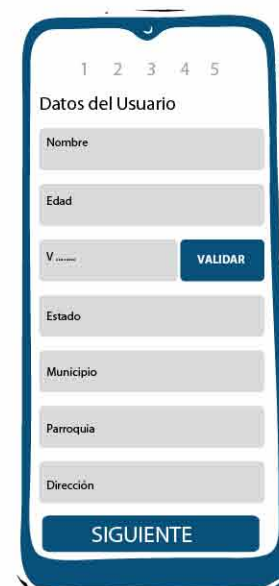 1 2 3 4 5
Datos del Usuario
Nombre
Edad
V ........
VALIDAR
Estado
Municipio
Parroquia
Dirección
SIGUIENTE